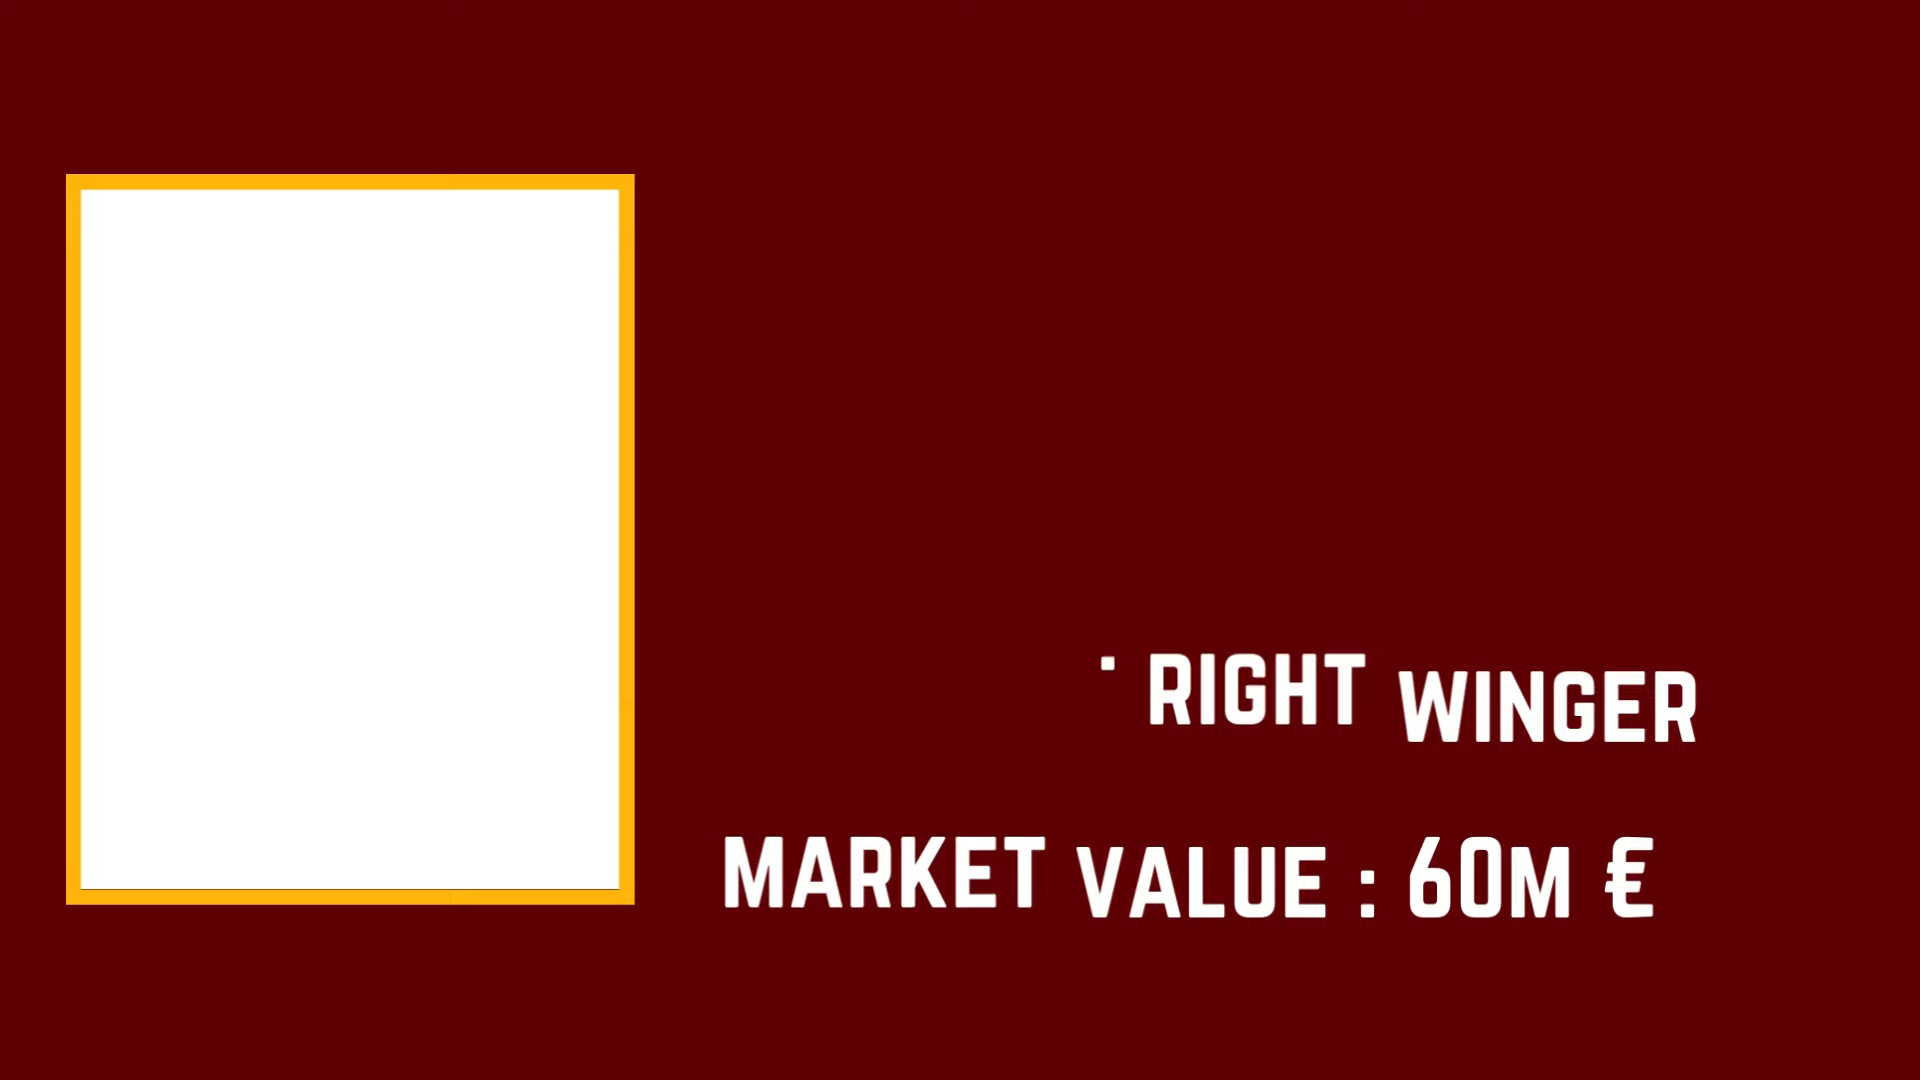 : RIGHT WINGER
MARKET VALUE : 60M €